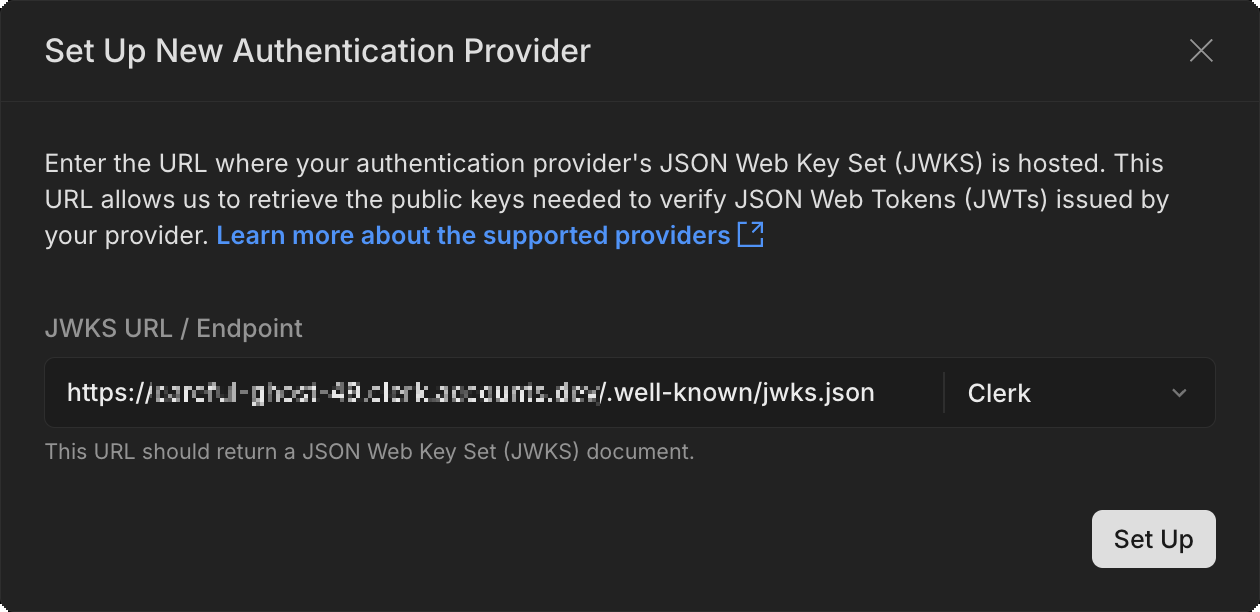 Set Up New Authentication Provider
Enter the URL where your authentication provider's JSON Web Key Set (JWKS) is hosted. This
URL allows us to retrieve the public keys needed to verify JSON Web Tokens (JWTs) issued by
your provider. Learn more about the supported providers
JWKS URL / Endpoint
https:// /.well-known/jwks.json Clerk
This URL should return a JSON Web Key Set (JWKS) document.
Set Up